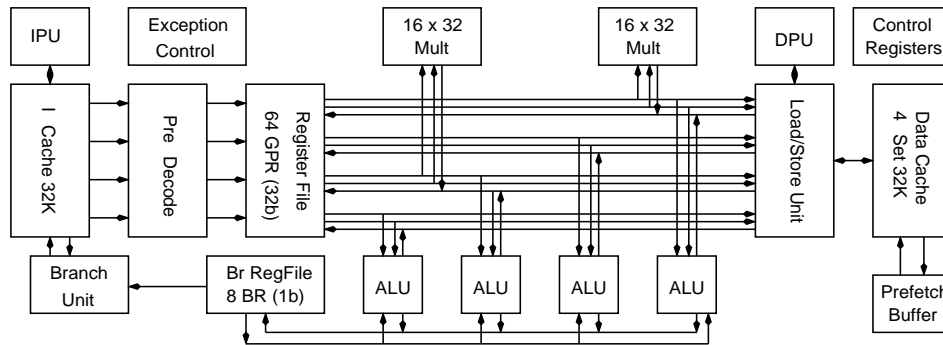 IPU
Exception
Control
16 x 32
Mult
16 x 32
Mult
DPU
Control
Registers
I Cache 32K
Pre Decode
Register File
64 GPR (32b)
Load/Store Unit
Data Cache
4 Set 32K
Branch
Unit
Br RegFile
8 BR (1b)
ALU
ALU
ALU
ALU
Prefetch
Buffer